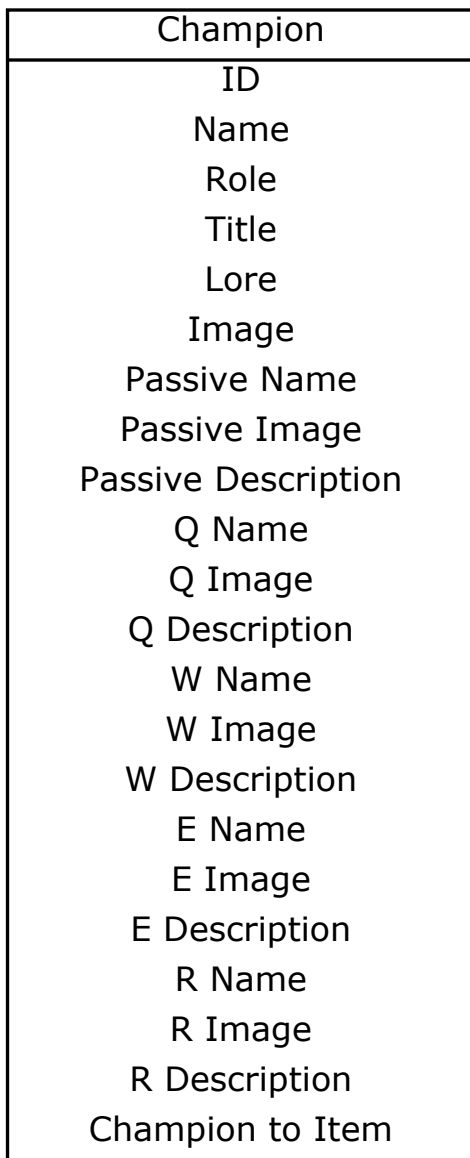 Champion
ID
Name
Role
Title
Lore
Image
Passive Name
Passive Image
Passive Description
Q Name
Q Image
Q Description
W Name
W Image
W Description
E Name
E Image
E Description
R Name
R Image
R Description
Champion to Item